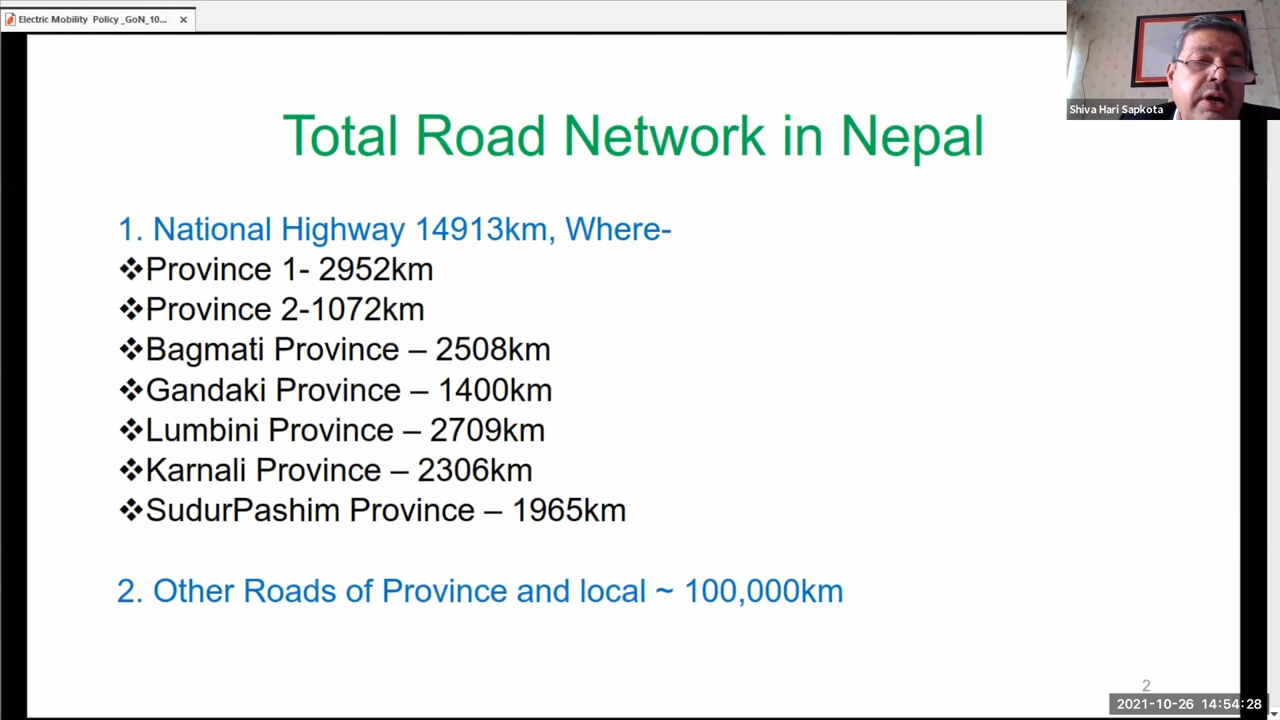 Electric Mobility Policy _GoN_10...
Shiva Hari Sapkota
Total Road Network in Nepal
1. National Highway 14913km, Where-
❖Province 1- 2952km
❖Province 2-1072km
❖Bagmati Province – 2508km
❖Gandaki Province – 1400km
❖Lumbini Province – 2709km
❖Karnali Province – 2306km
❖SudurPashim Province – 1965km
2. Other Roads of Province and local ~ 100,000km
2
2021-10-26 14:54:28